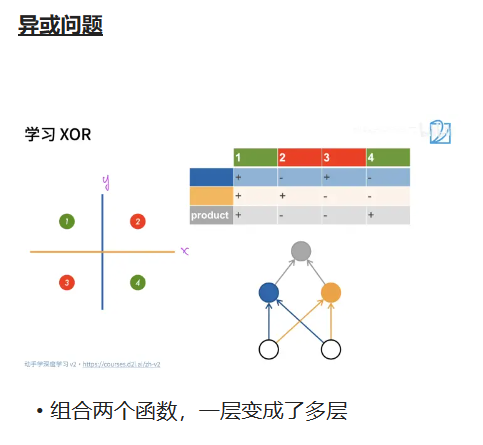 异或问题
学习 XOR
y
x
1
2
3
4
1 2 3 4
+ - + -
+ + - -
product + - - +
动手学深度学习 v2 • https://courses.d2l.ai/zh-v2
• 组合两个函数，一层变成了多层